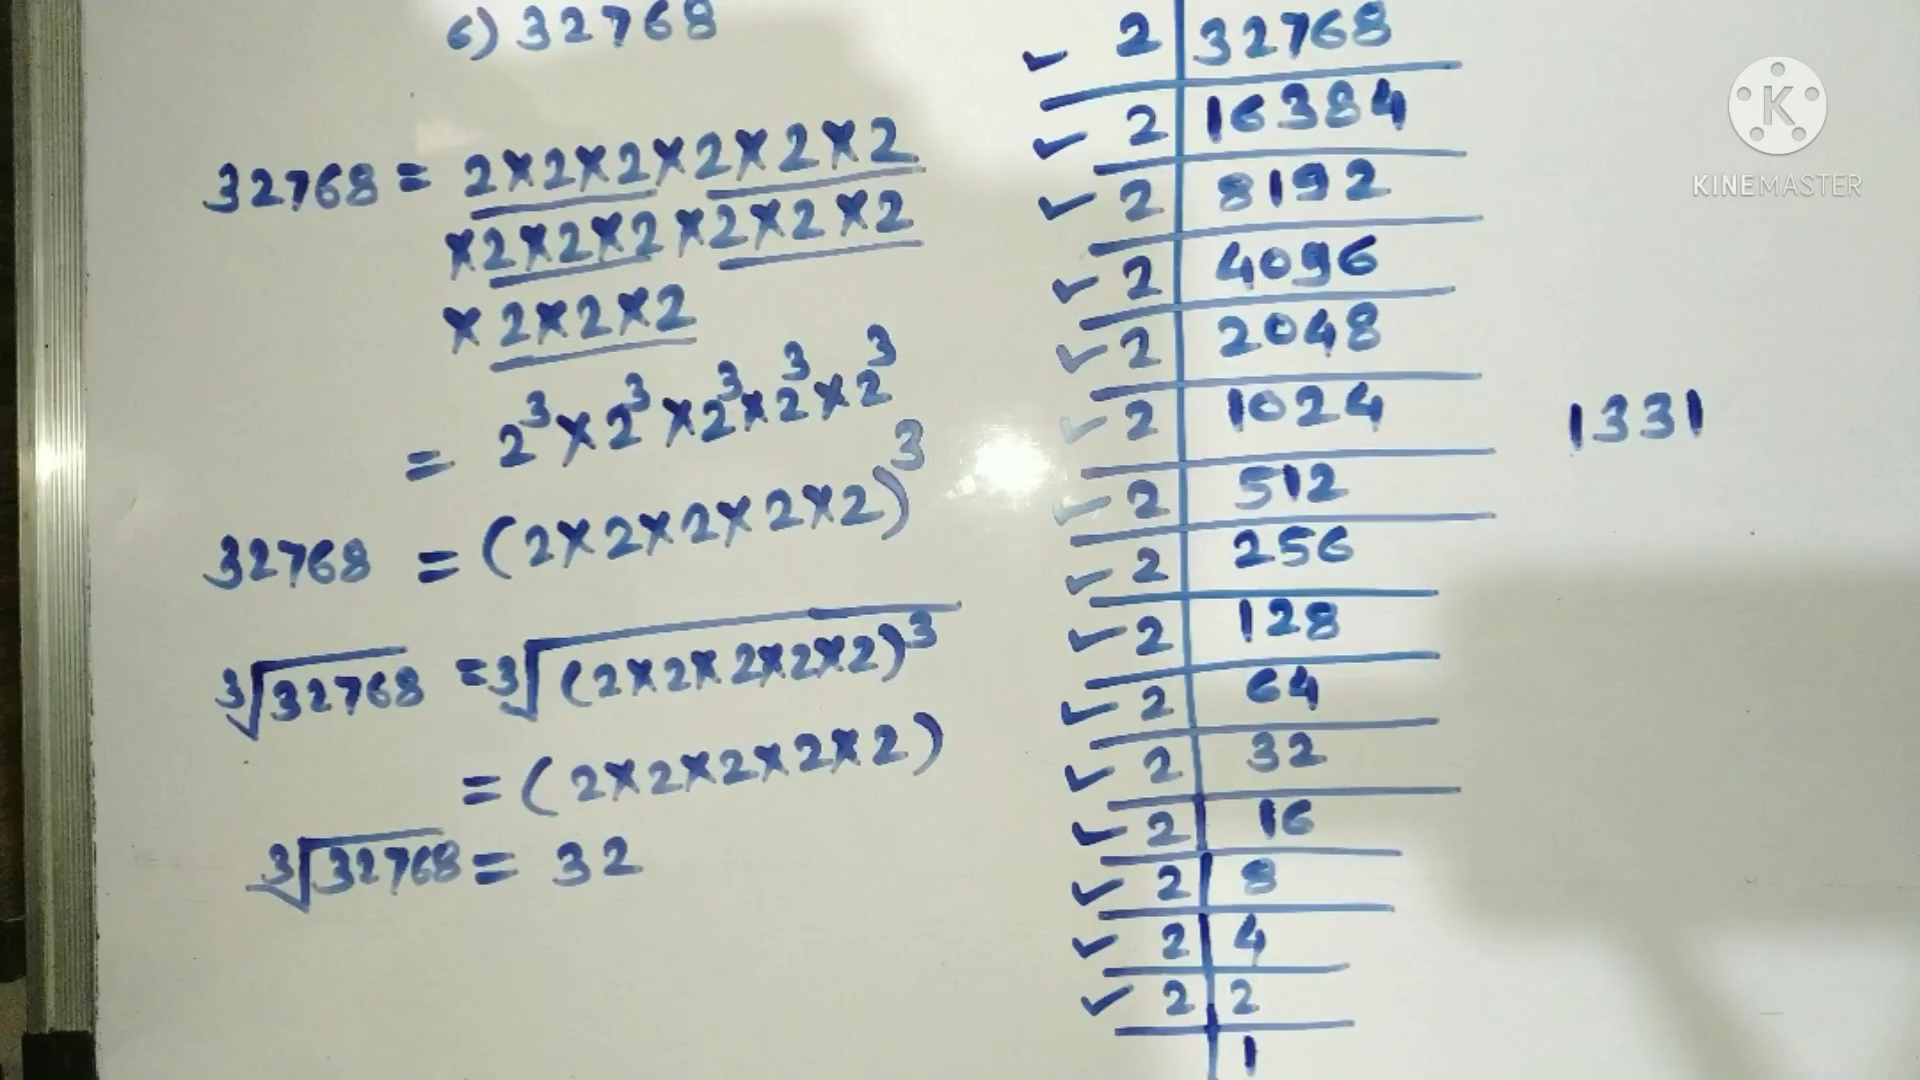 6) 32768
32768 = 2×2×2×2×2×2
×2×2×2×2×2×2
×2×2×2
= 2³×2³×2³×2³×2³
32768 = (2×2×2×2×2)³
³√32768 = ³√(2×2×2×2×2)³
= (2×2×2×2×2)
³√32768 = 32
✓ 2 | 32768
✓ 2 | 16384
✓ 2 | 8192
✓ 2 | 4096
✓ 2 | 2048
✓ 2 | 1024
✓ 2 | 512
✓ 2 | 256
✓ 2 | 128
✓ 2 | 64
✓ 2 | 32
✓ 2 | 16
✓ 2 | 8
✓ 2 | 4
✓ 2 | 2
| 1
1331
KINEMASTER